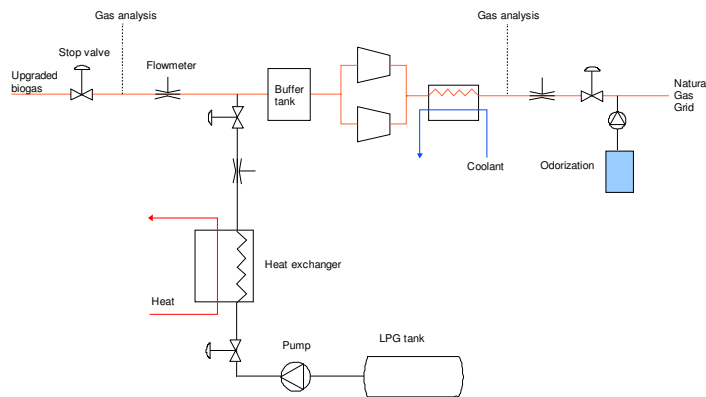 Gas analysis
Gas analysis
Stop valve
Flowmeter
Upgraded
biogas
Buffer
tank
Natura
Gas
Grid
Coolant
Odorization
Heat exchanger
Heat
Pump
LPG tank